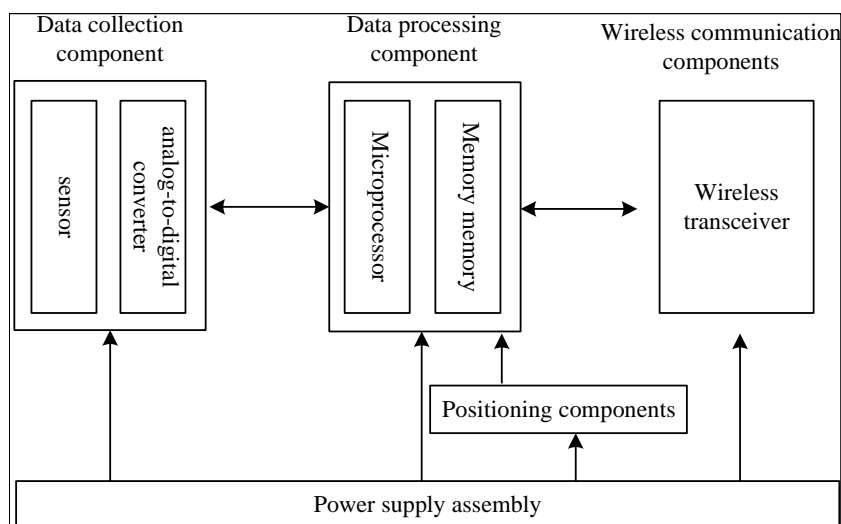 Data collection
component
Data processing
component
Wireless communication
components
sensor
analog-to-digital
converter
Microprocessor
Memory memory
Wireless
transceiver
Positioning components
Power supply assembly